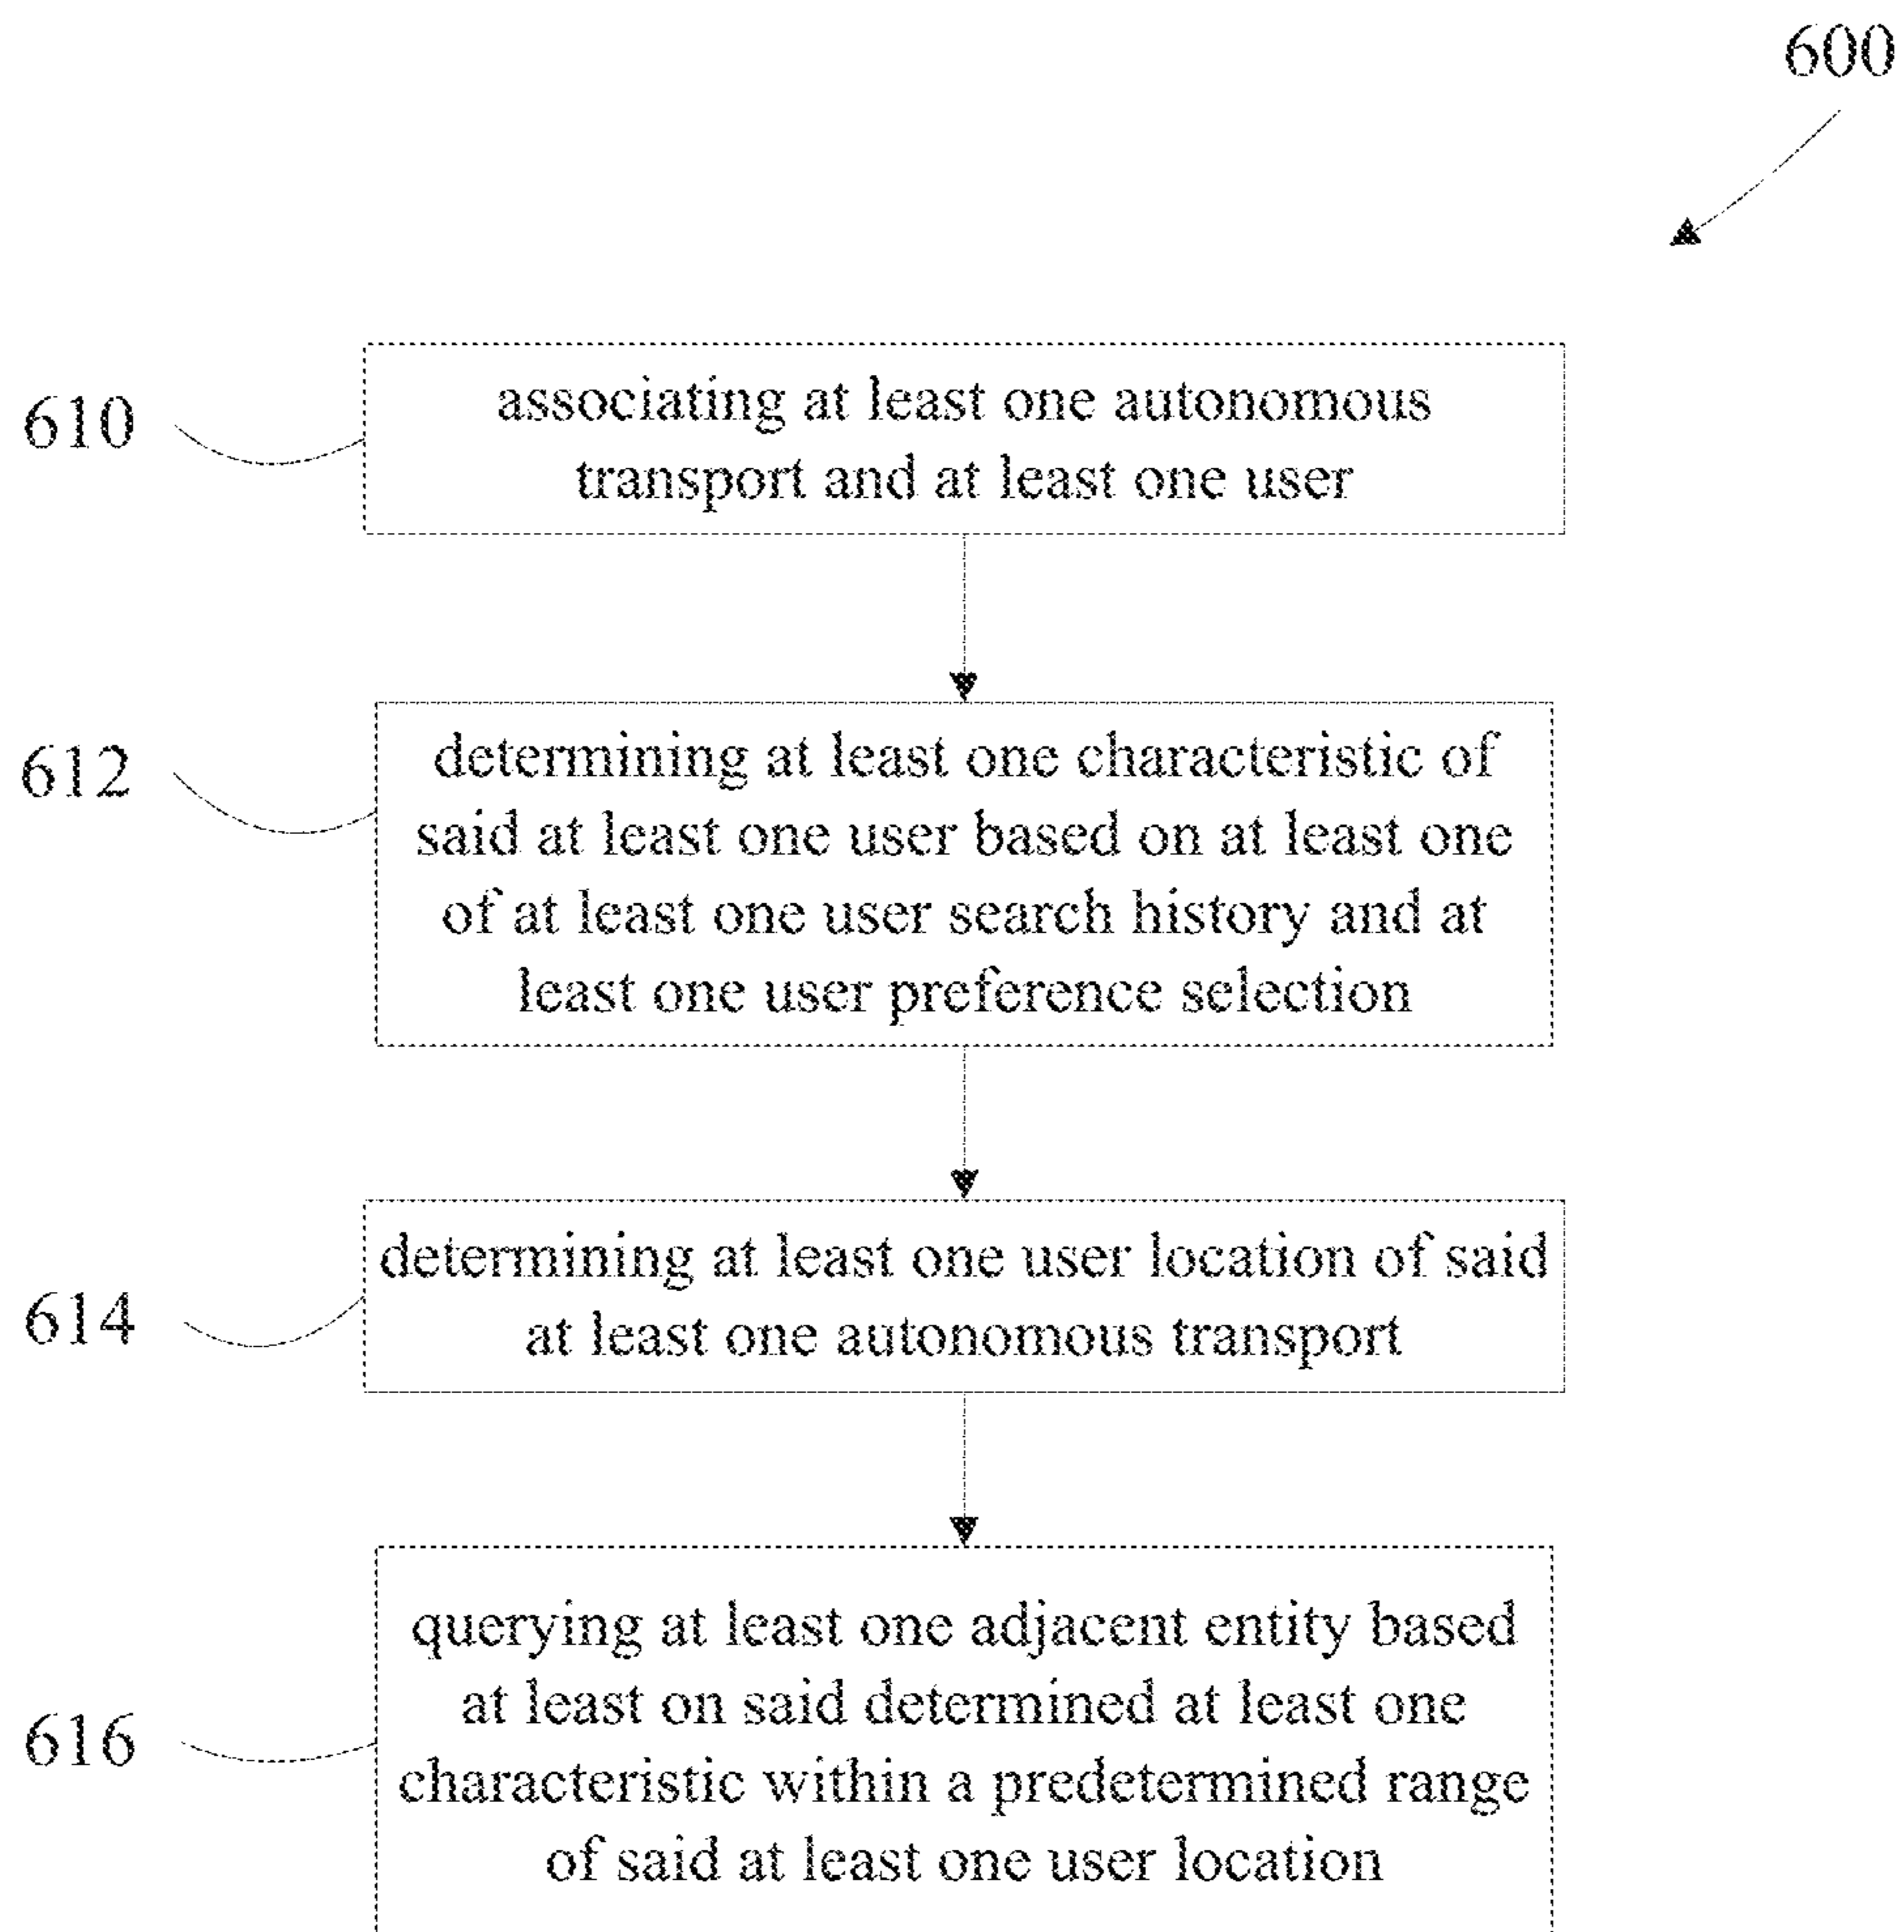 600
610
associating at least one autonomous
transport and at least one user
612
determining at least one characteristic of
said at least one user based on at least one
of at least one user search history and at
least one user preference selection
614
determining at least one user location of said
at least one autonomous transport
616
querying at least one adjacent entity based
at least on said determined at least one
characteristic within a predetermined range
of said at least one user location